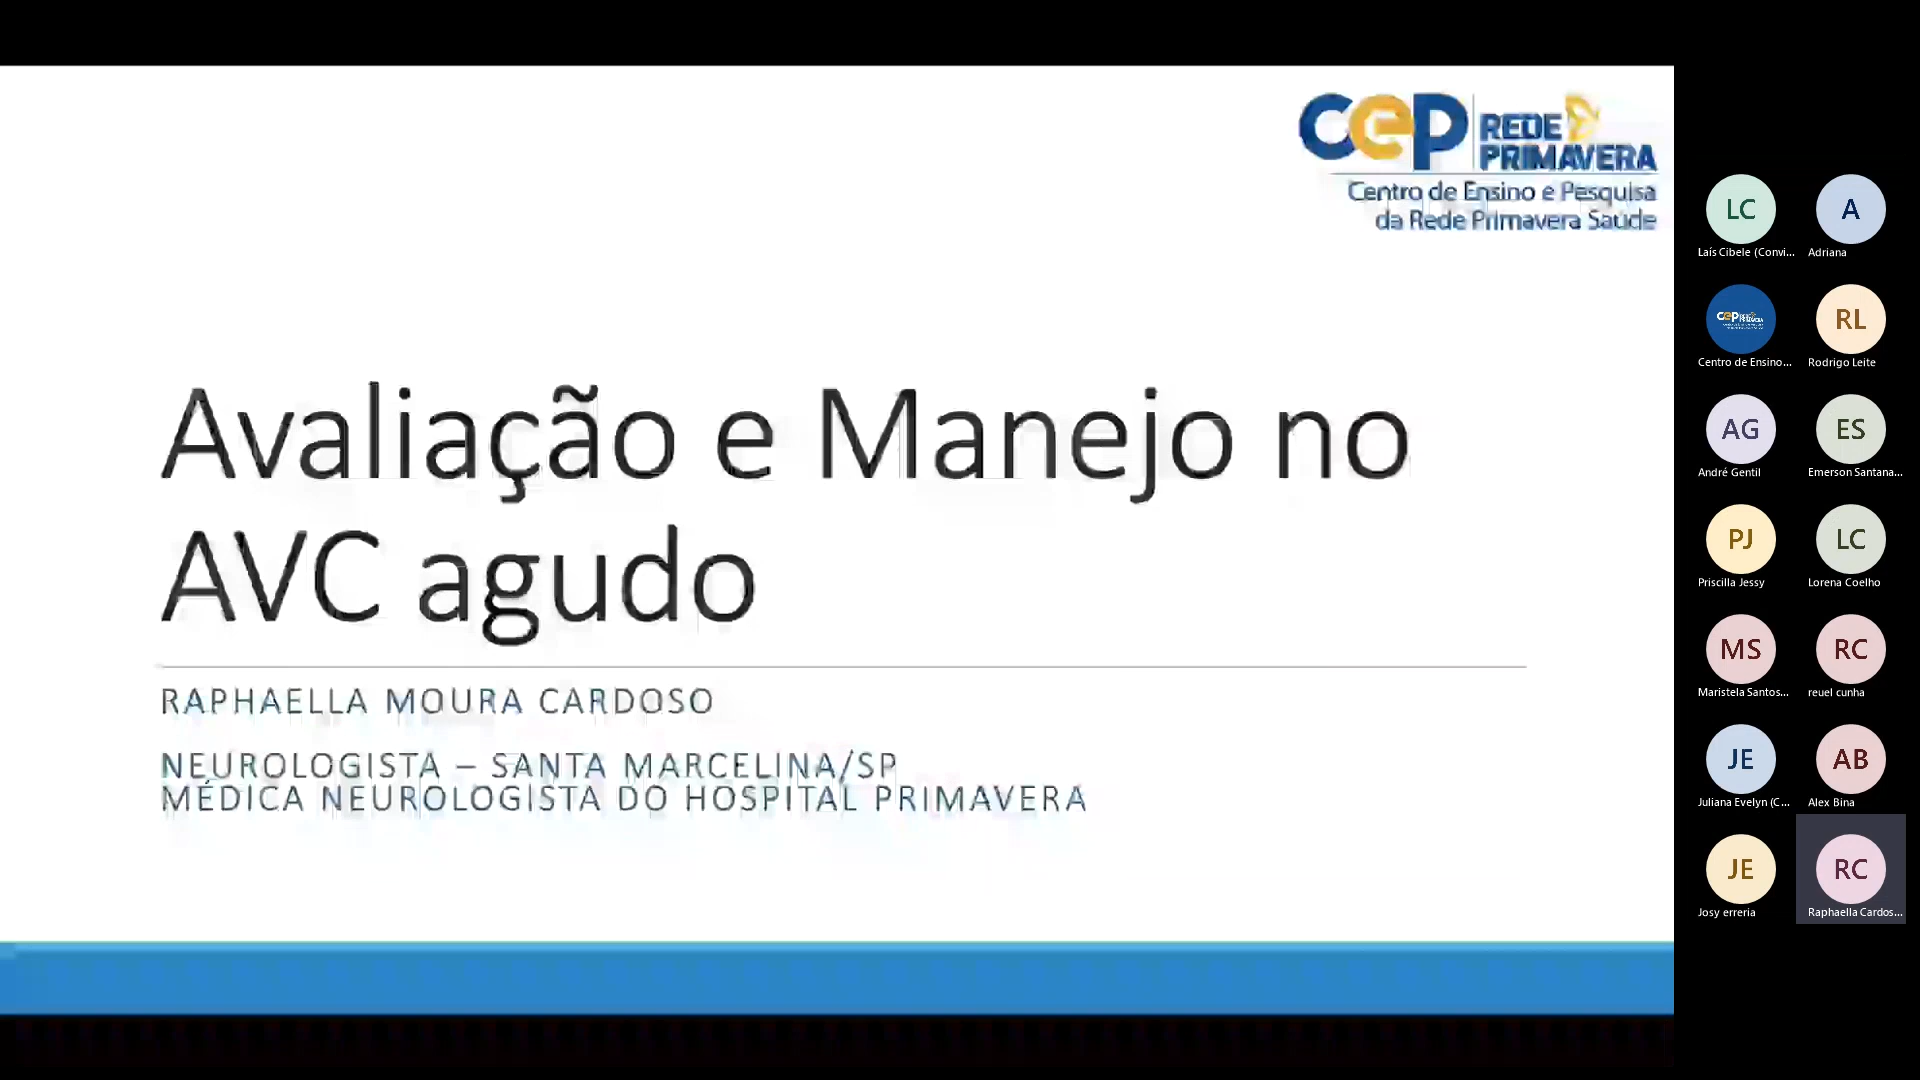 cep REDE
PRIMAVERA
Centro de Ensino e Pesquisa
da Rede Primavera Saúde
Avaliação e Manejo no
AVC agudo
RAPHAELLA MOURA CARDOSO
NEUROLOGISTA – SANTA MARCELINA/SP
MÉDICA NEUROLOGISTA DO HOSPITAL PRIMAVERA
LC
Laís Cibele (Convi...
A
Adriana
cep REDE PRIMAVERA
Centro de Ensino...
RL
Rodrigo Leite
AG
André Gentil
ES
Emerson Santana...
PJ
Priscilla Jessy
LC
Lorena Coelho
MS
Maristela Santos...
RC
reuel cunha
JE
Juliana Evelyn (C...
AB
Alex Bina
JE
Josy erreria
RC
Raphaella Cardos...